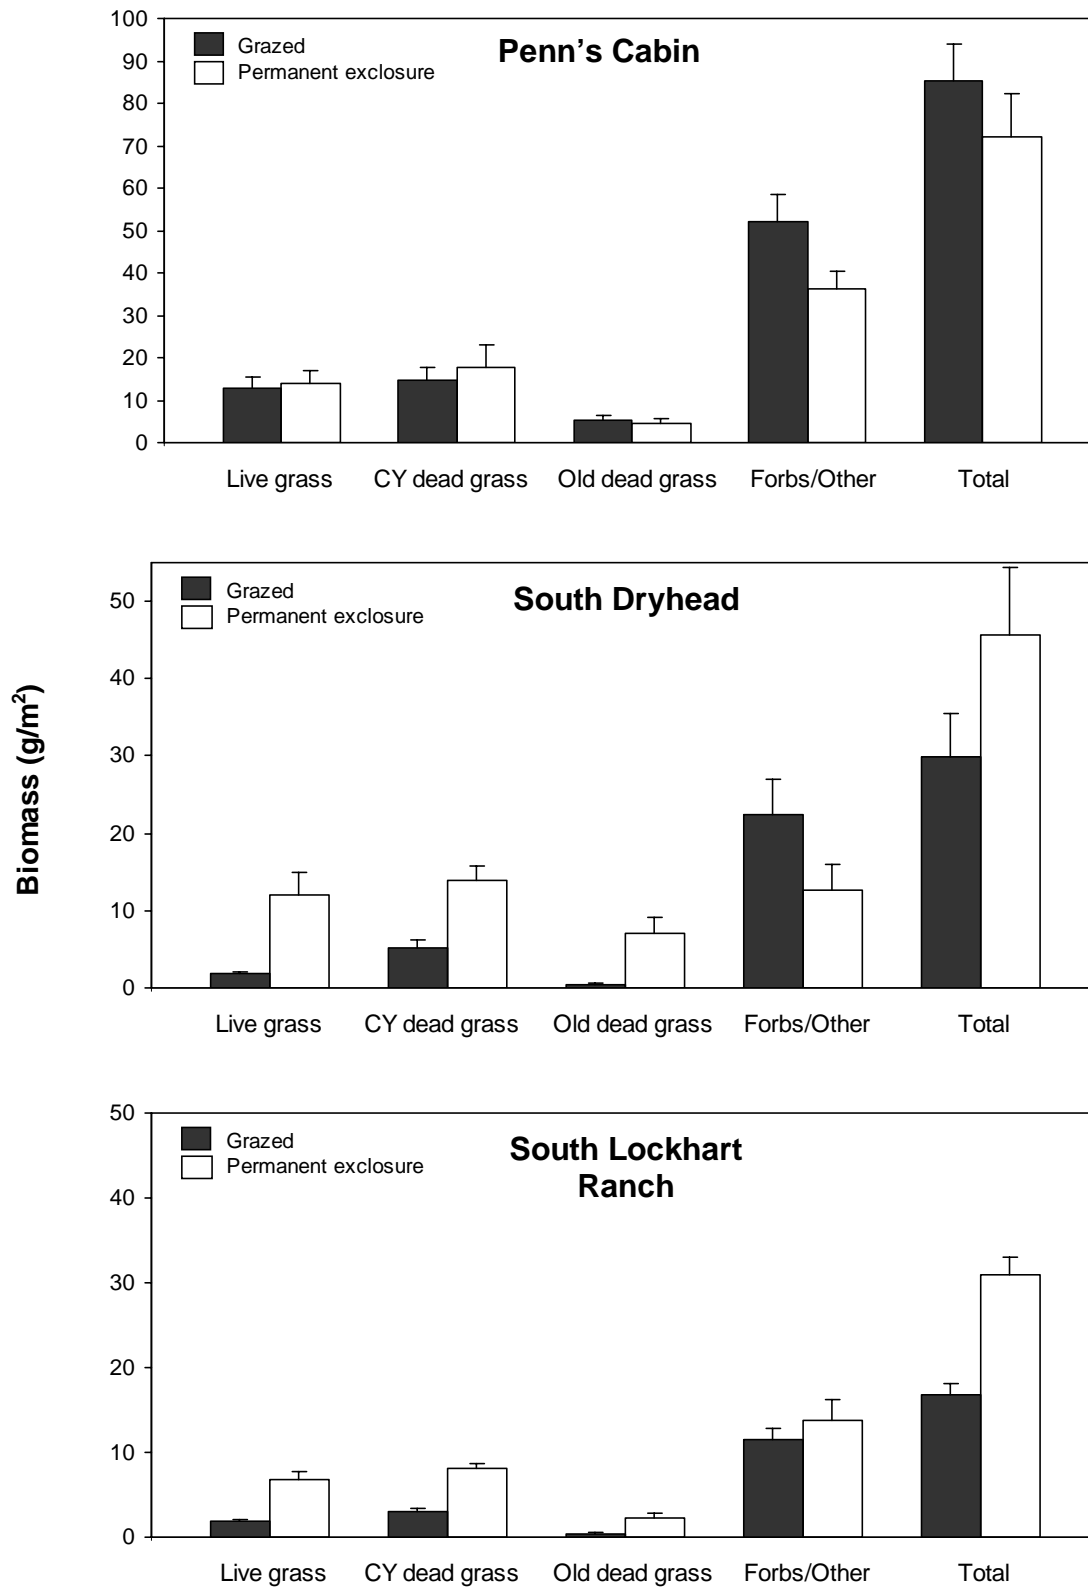 Biomass (g/m²)
Penn's Cabin
Grazed
Permanent exclosure
100
90
80
70
60
50
40
30
20
10
0
Live grass CY dead grass Old dead grass Forbs/Other Total
South Dryhead
Grazed
Permanent exclosure
50
40
30
20
10
0
Live grass CY dead grass Old dead grass Forbs/Other Total
South Lockhart
Ranch
Grazed
Permanent exclosure
50
40
30
20
10
0
Live grass CY dead grass Old dead grass Forbs/Other Total